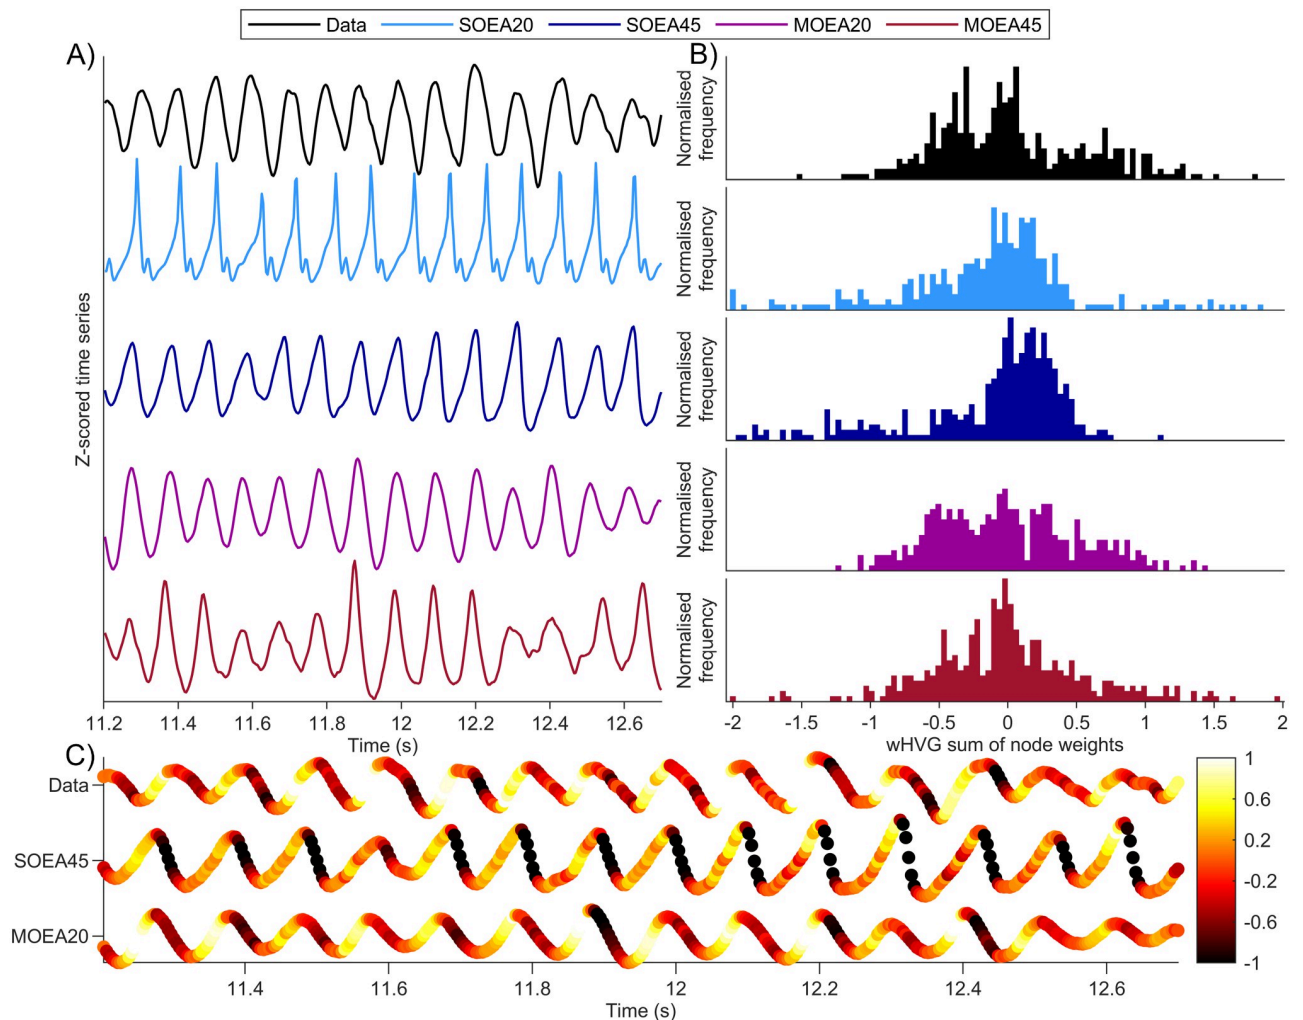 Data SOEA20 SOEA45 MOEA20 MOEA45
A)
B)
Z-scored time series
11.2 11.4 11.6 11.8 12 12.2 12.4 12.6
Time (s)
Normalised
frequency
Normalised
frequency
Normalised
frequency
Normalised
frequency
Normalised
frequency
-2 -1.5 -1 -0.5 0 0.5 1 1.5 2
wHVG sum of node weights
C)
Data
SOEA45
MOEA20
11.4 11.6 11.8 12 12.2 12.4 12.6
Time (s)
1
0.6
0.2
-0.2
-0.6
-1